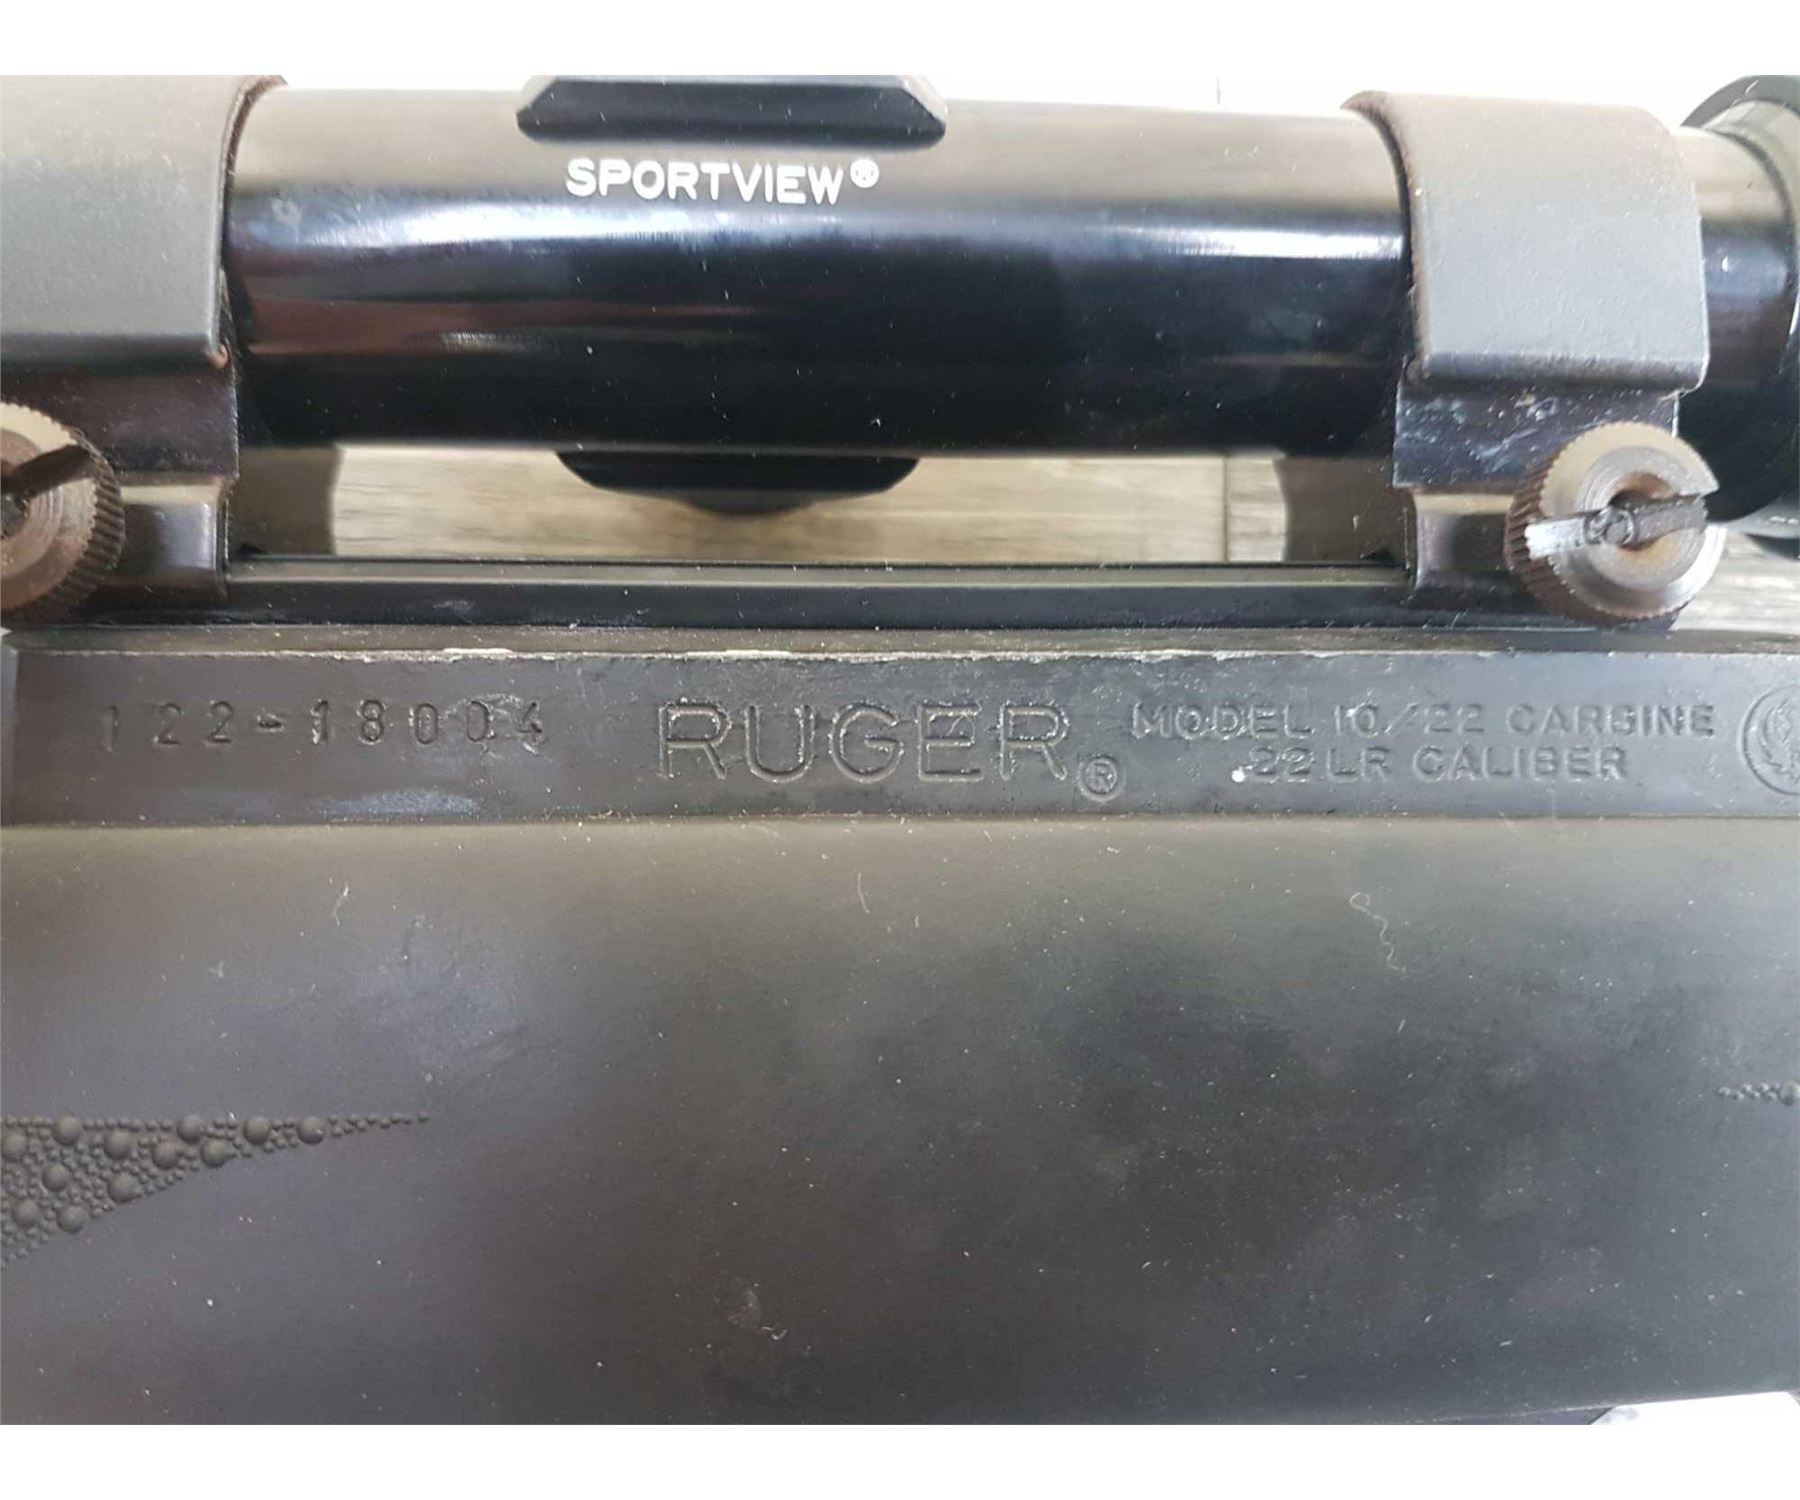 SPORTVIEW®
122-18004 RUGER® MODEL 10/22 CARBINE
.22 LR CALIBER